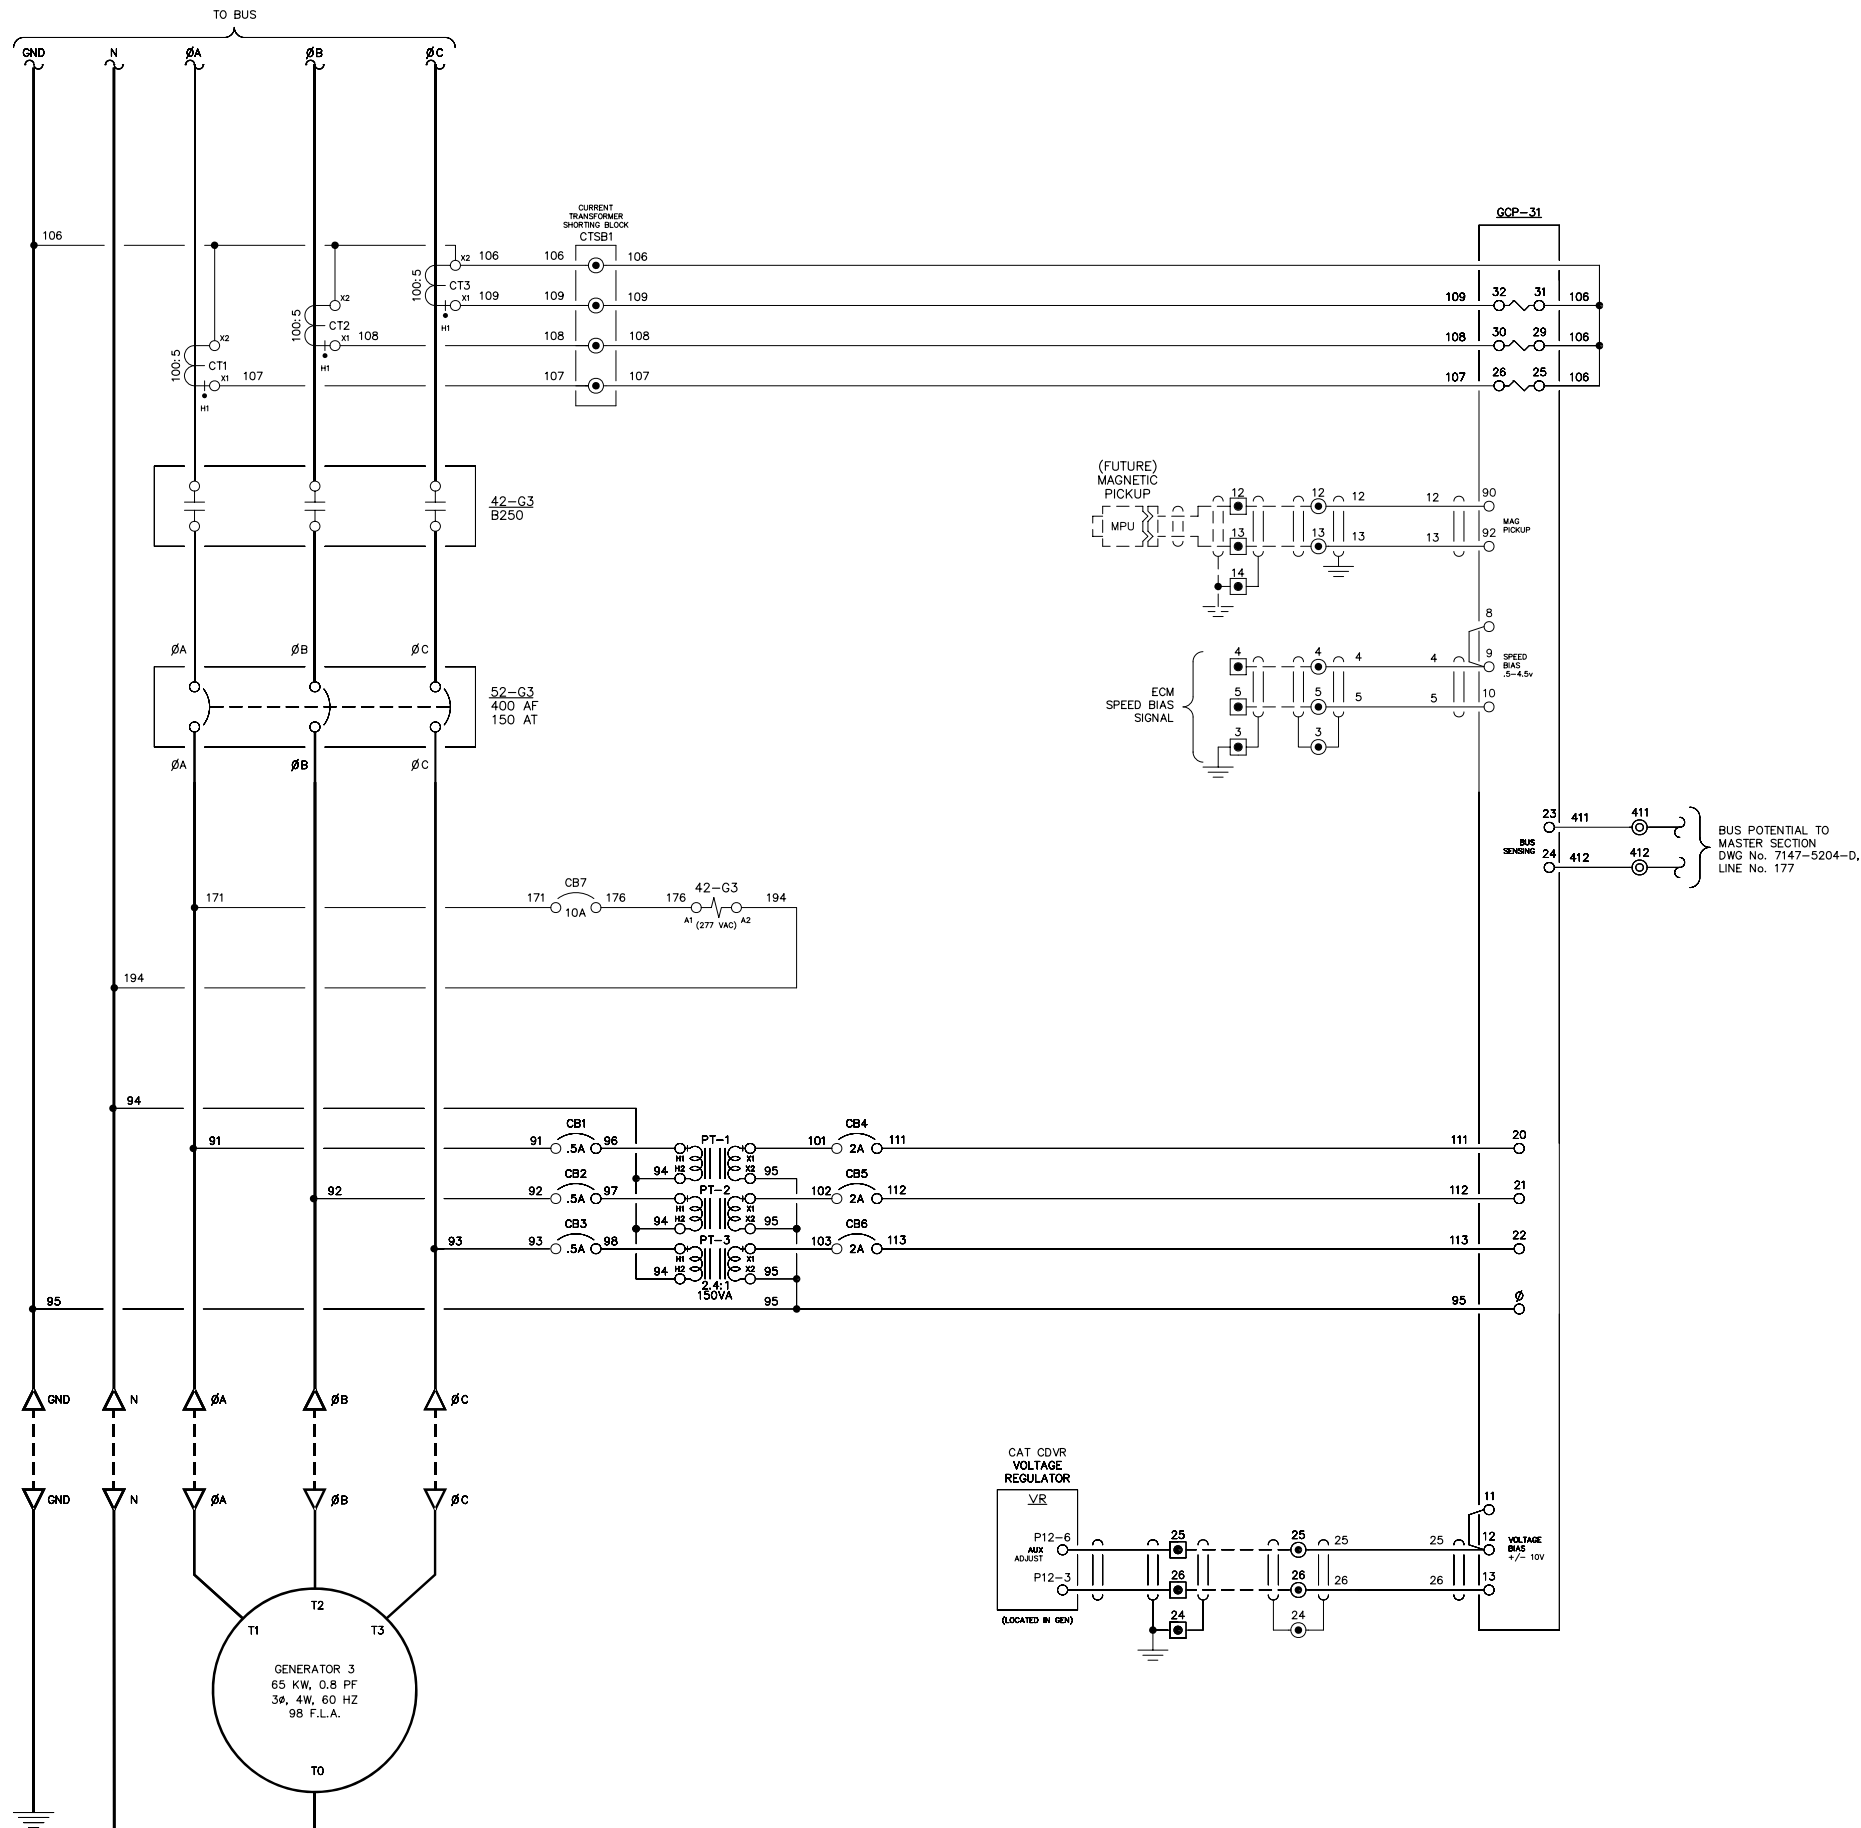 TO BUS
GND N ØA ØB ØC
GCP-31
CURRENT
TRANSFORMER
SHORTING BLOCK
CTSB1
106
X2 106 106 106
100:5 CT3
X1 109 109 109 109 32 31 106
H1
X2
100:5 CT2
X1 108 108 108 108 30 29 106
H1
X2
100:5 CT1
X1 107 107 107 107 26 25 106
H1
42-G3
B250
(FUTURE)
MAGNETIC
PICKUP
MPU
12 12 12 12 90
MAG
PICKUP
13 13 13 13 92
14
8
ØA ØB ØC
52-G3
400 AF
150 AT
ECM
SPEED BIAS
SIGNAL
4 4 4 4 9
SPEED
BIAS
.5-4.5v
5 5 5 5 10
3 3
ØA ØB ØC
23 411 411
BUS
SENSING
24 412 412
BUS POTENTIAL TO
MASTER SECTION
DWG No. 7147-5204-D,
LINE No. 177
171 171 CB7 176 176 42-G3 194
10A A1 (277 VAC) A2
194
94
91 91 CB1 96 PT-1 101 CB4 111 111 20
.5A H1 X1 2A
94 H2 X2 95
92 92 CB2 97 PT-2 102 CB5 112 112 21
.5A H1 X1 2A
94 H2 X2 95
93 93 CB3 98 PT-3 103 CB6 113 113 22
.5A H1 X1 2A
94 H2 X2 95
2.4:1
150VA
95 95 95 Ø
GND N ØA ØB ØC
GND N ØA ØB ØC
CAT CDVR
VOLTAGE
REGULATOR
VR
11
P12-6 25 25 25 25 12
AUX
ADJUST
VOLTAGE
BIAS
+/- 10V
P12-3 26 26 26 26 13
(LOCATED IN GEN)
24 24
T2
T1 T3
GENERATOR 3
65 KW, 0.8 PF
3ø, 4W, 60 HZ
98 F.L.A.
T0